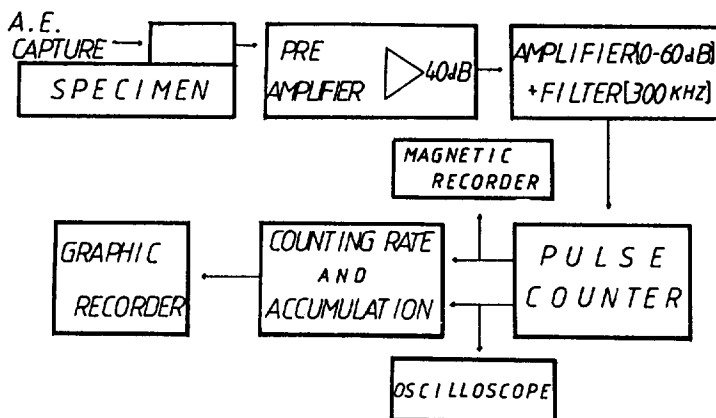 A.E.
CAPTURE
SPECIMEN
PRE
AMPLIFIER
40dB
AMPLIFIER[0-60dB]
+FILTER[300KHZ]
MAGNETIC
RECORDER
GRAPHIC
RECORDER
COUNTING RATE
AND
ACCUMULATION
PULSE
COUNTER
OSCILLOSCOPE